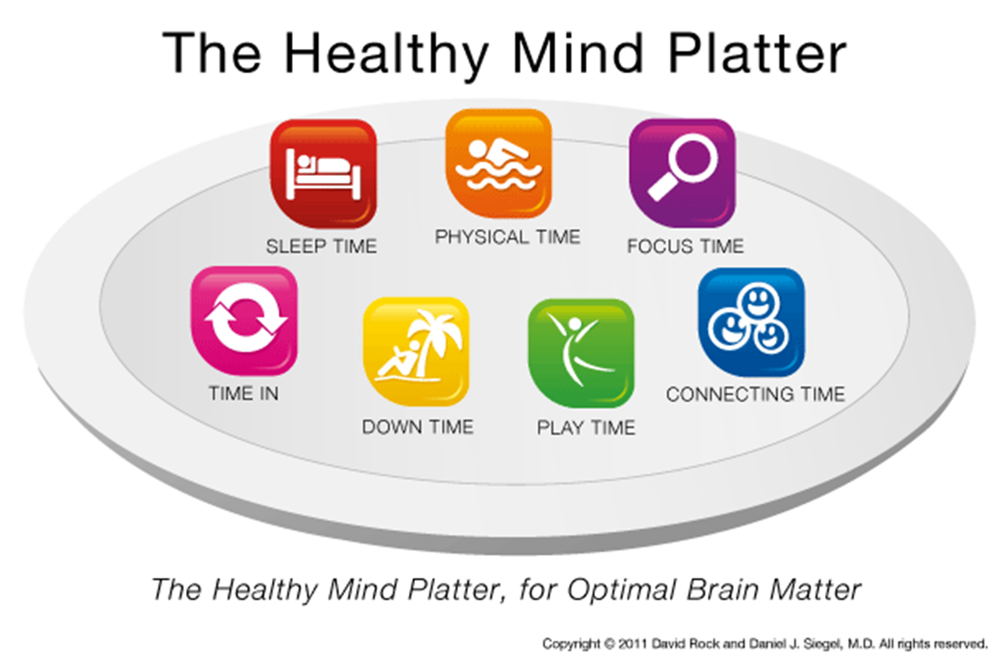 The Healthy Mind Platter
SLEEP TIME
PHYSICAL TIME
FOCUS TIME
TIME IN
DOWN TIME
PLAY TIME
CONNECTING TIME
The Healthy Mind Platter, for Optimal Brain Matter
Copyright © 2011 David Rock and Daniel J. Siegel, M.D. All rights reserved.